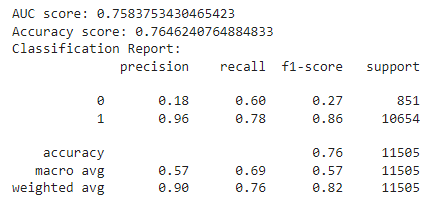 AUC score: 0.7583753430465423
Accuracy score: 0.7646240764884833
Classification Report:
precision recall f1-score support
0 0.18 0.60 0.27 851
1 0.96 0.78 0.86 10654
accuracy 0.76 11505
macro avg 0.57 0.69 0.57 11505
weighted avg 0.90 0.76 0.82 11505